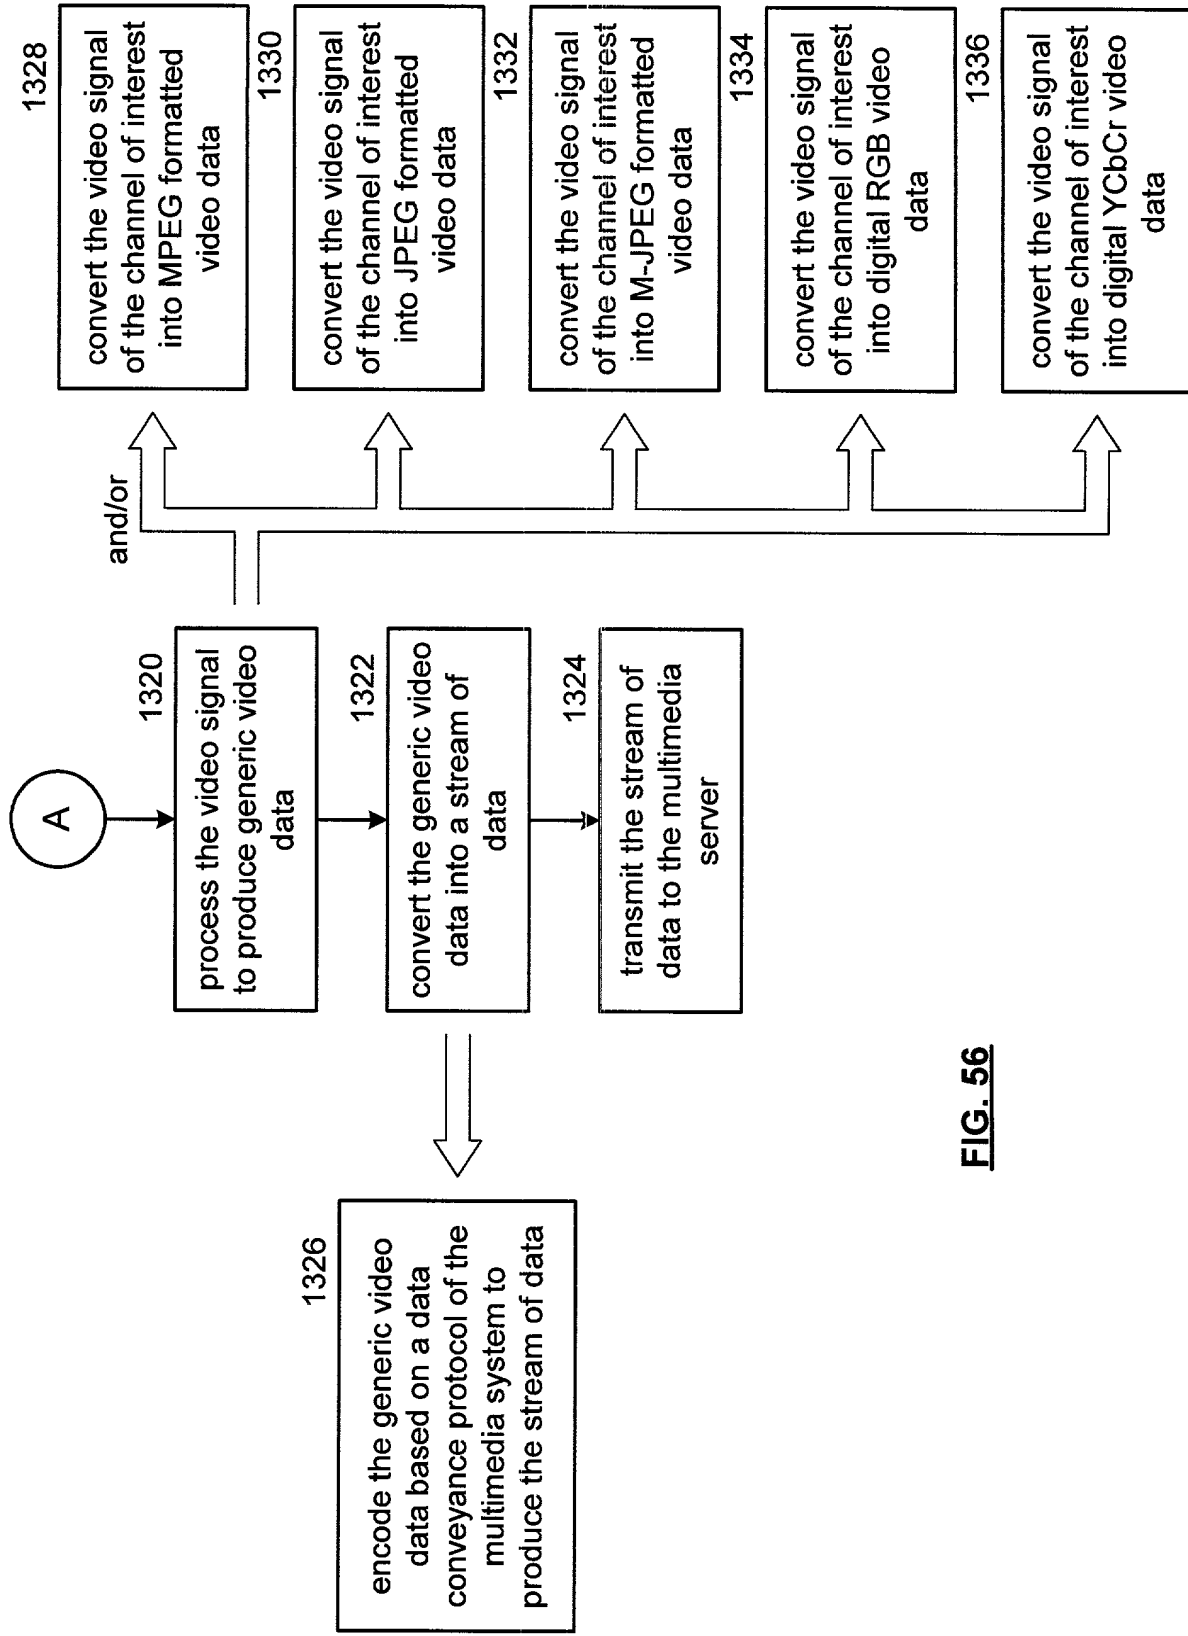 A
1320
process the video signal
to produce generic video
data
1322
convert the generic video
data into a stream of
data
1324
transmit the stream of
data to the multimedia
server
1326
encode the generic video
data based on a data
conveyance protocol of the
multimedia system to
produce the stream of data
and/or
1328
convert the video signal
of the channel of interest
into MPEG formatted
video data
1330
convert the video signal
of the channel of interest
into JPEG formatted
video data
1332
convert the video signal
of the channel of interest
into M-JPEG formatted
video data
1334
convert the video signal
of the channel of interest
into digital RGB video
data
1336
convert the video signal
of the channel of interest
into digital YCbCr video
data
FIG. 56